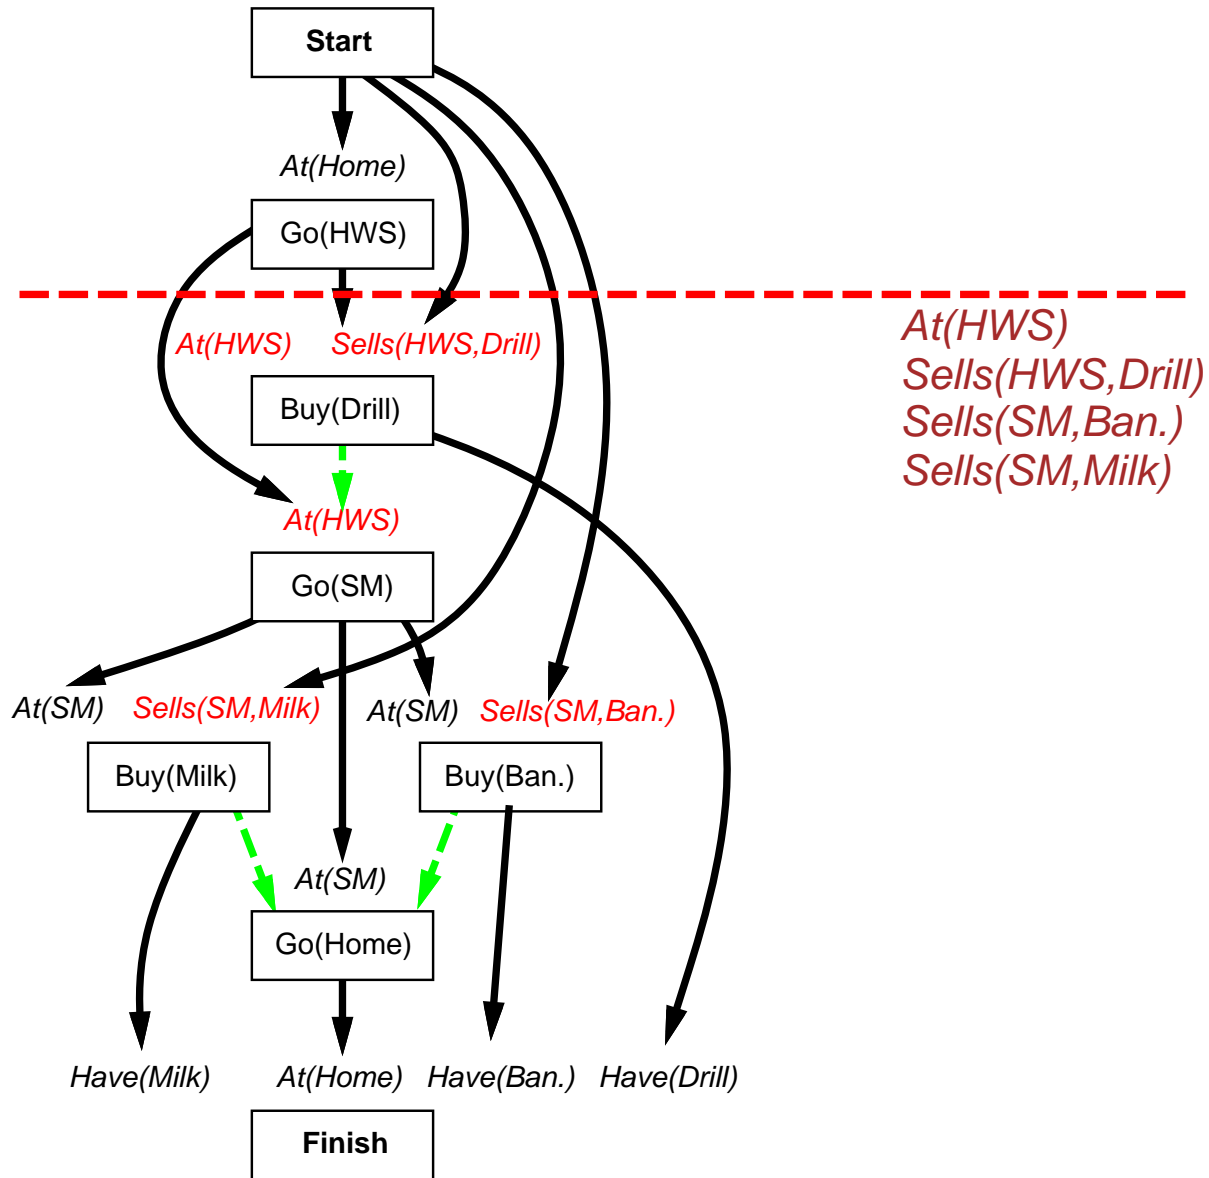 Start
At(Home)
Go(HWS)
At(HWS) Sells(HWS,Drill)
Buy(Drill)
At(HWS)
Go(SM)
At(SM) Sells(SM,Milk) At(SM) Sells(SM,Ban.)
Buy(Milk) Buy(Ban.)
At(SM)
Go(Home)
Have(Milk) At(Home) Have(Ban.) Have(Drill)
Finish
At(HWS)
Sells(HWS,Drill)
Sells(SM,Ban.)
Sells(SM,Milk)